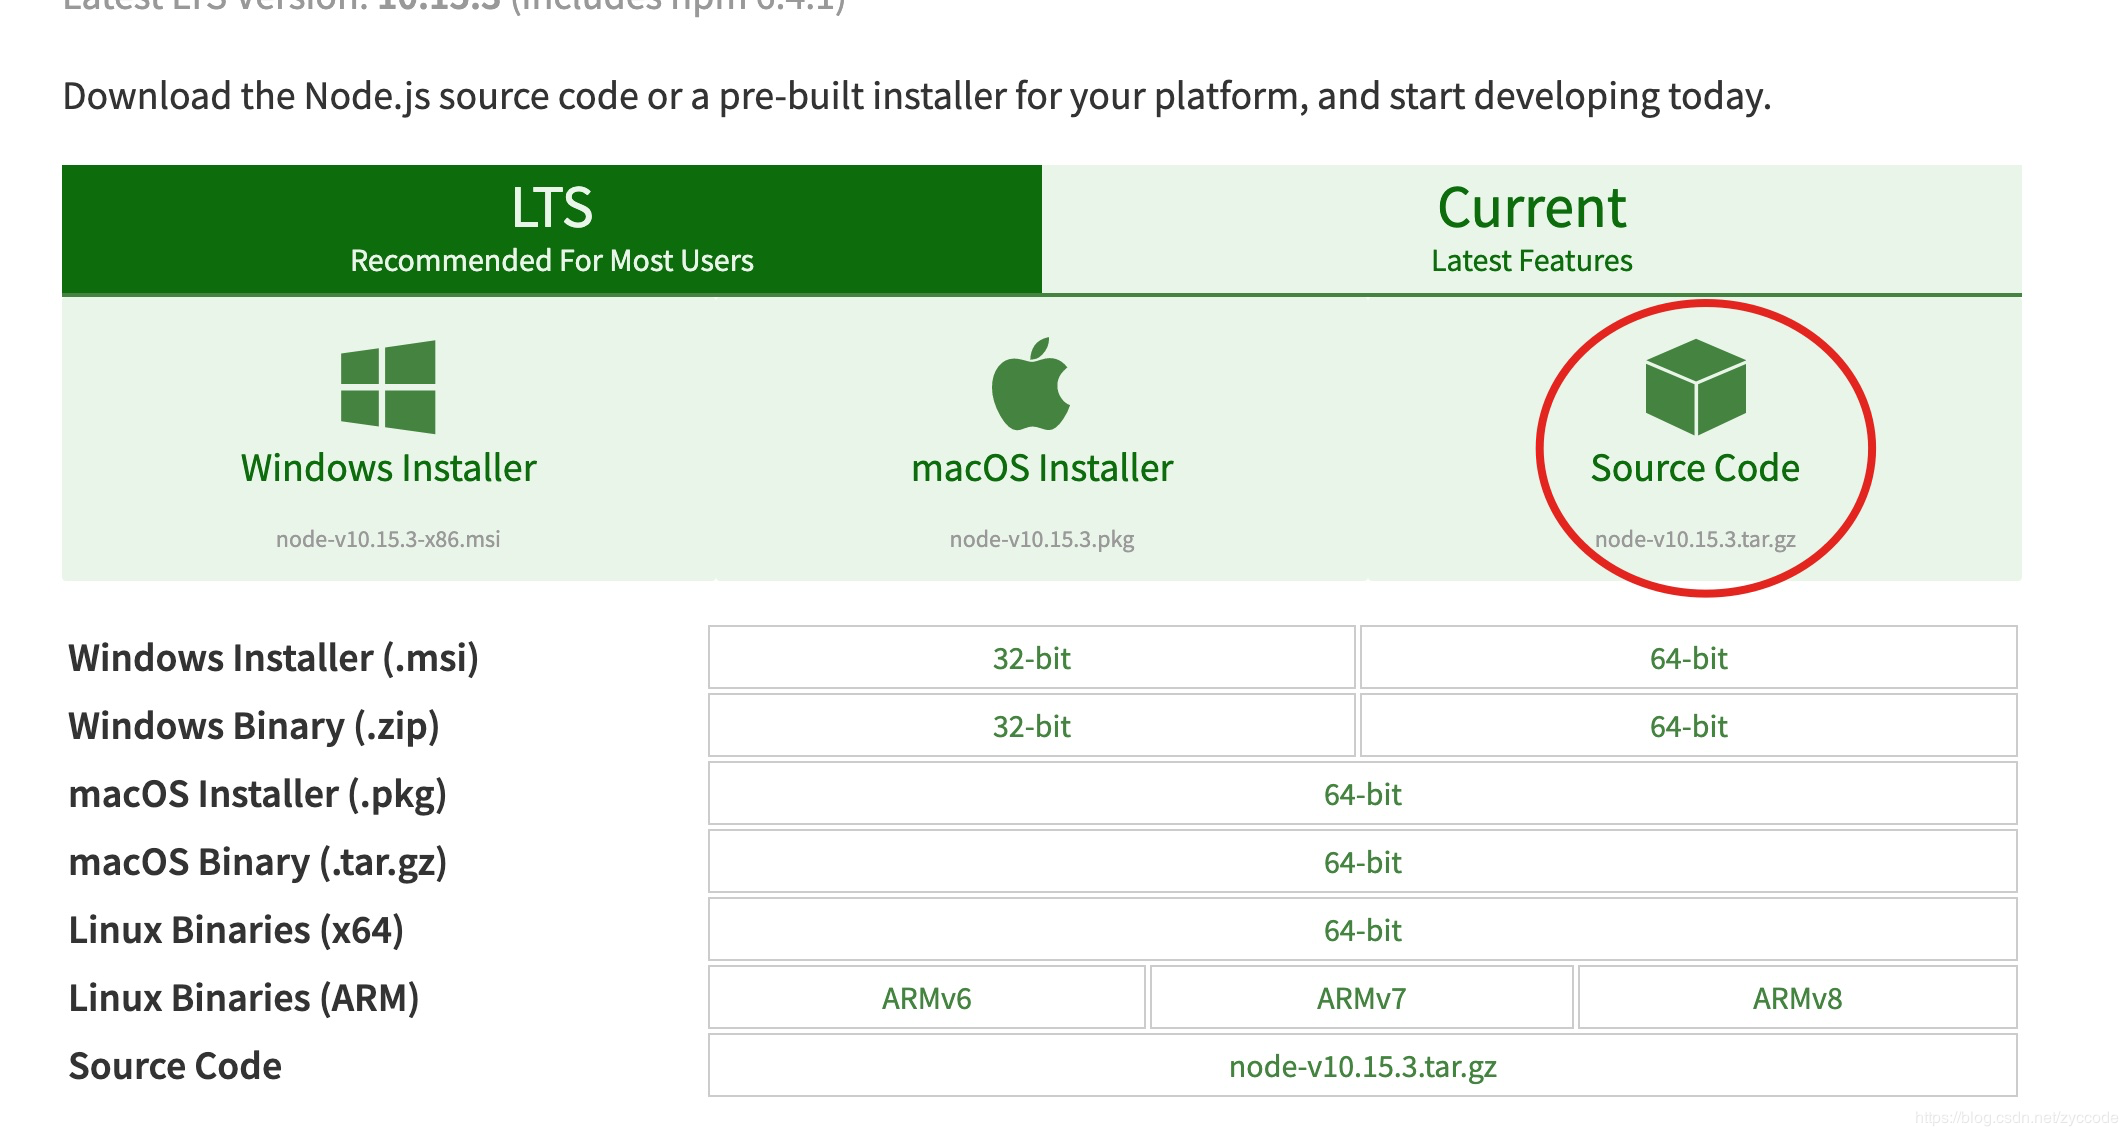 Latest LTS Version: 10.15.3 (includes npm 6.4.1)
Download the Node.js source code or a pre-built installer for your platform, and start developing today.
LTS
Recommended For Most Users
Current
Latest Features
Windows Installer
node-v10.15.3-x86.msi
macOS Installer
node-v10.15.3.pkg
Source Code
node-v10.15.3.tar.gz
Windows Installer (.msi) 32-bit 64-bit
Windows Binary (.zip) 32-bit 64-bit
macOS Installer (.pkg) 64-bit
macOS Binary (.tar.gz) 64-bit
Linux Binaries (x64) 64-bit
Linux Binaries (ARM) ARMv6 ARMv7 ARMv8
Source Code node-v10.15.3.tar.gz
https://blog.csdn.net/zyccode